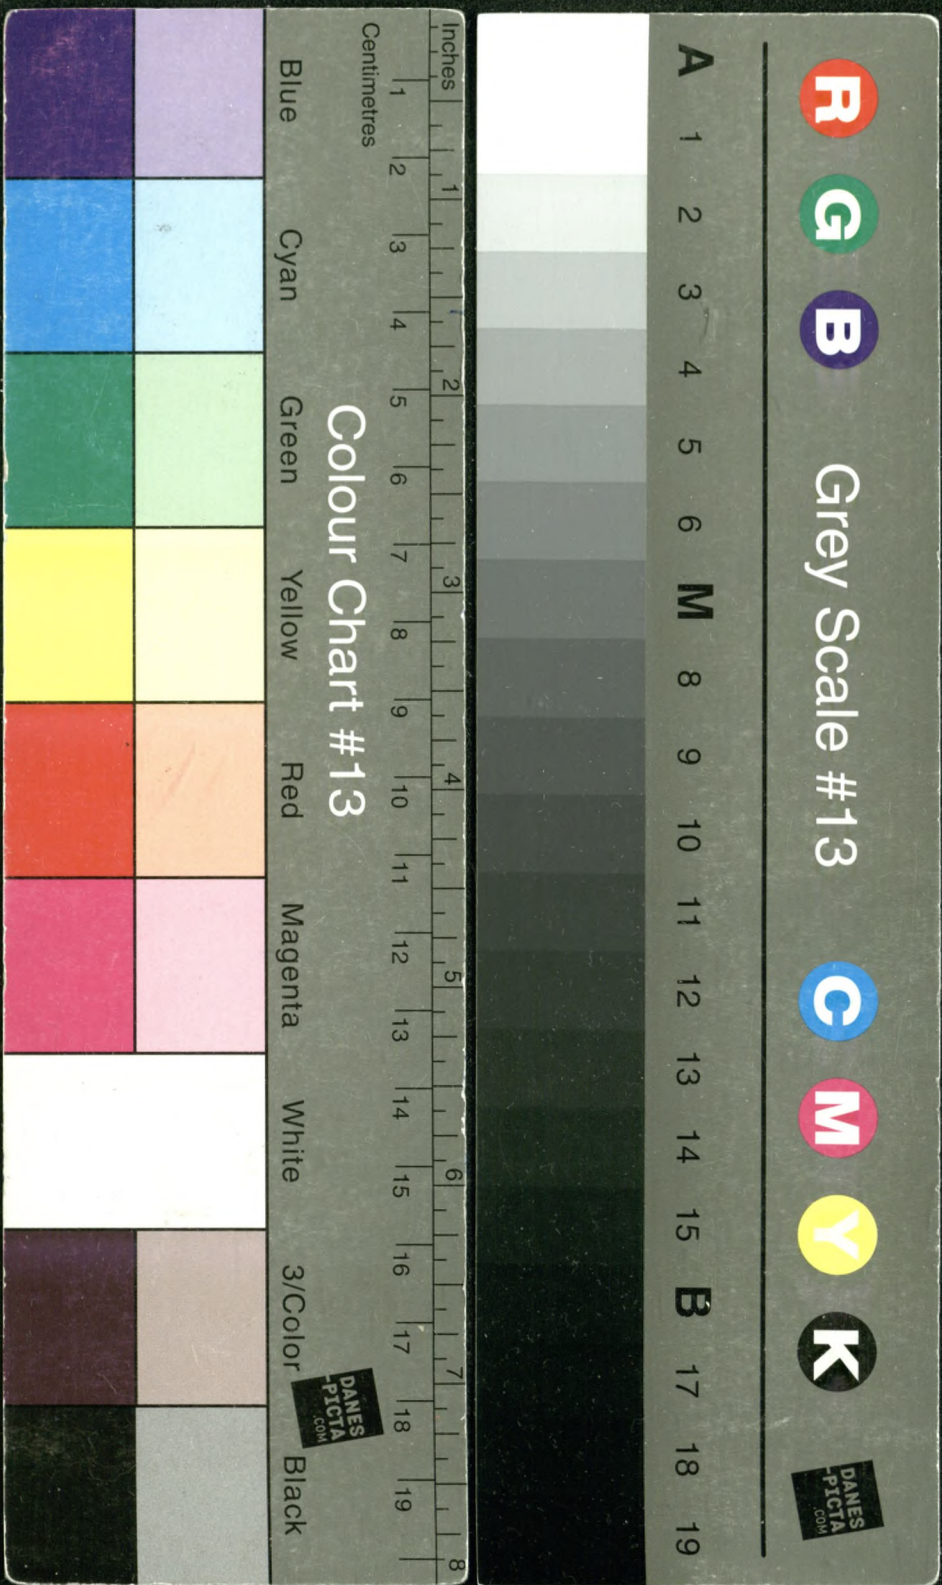 Inches
1 2 3 4 5 6 7 8
Centimetres
1 2 3 4 5 6 7 8 9 10 11 12 13 14 15 16 17 18 19
Colour Chart #13
DANES
-PICTA
.COM
Blue Cyan Green Yellow Red Magenta White 3/Color Black
R G B Grey Scale #13 C M Y K
DANES
-PICTA
.COM
A 1 2 3 4 5 6 M 8 9 10 11 12 13 14 15 B 17 18 19